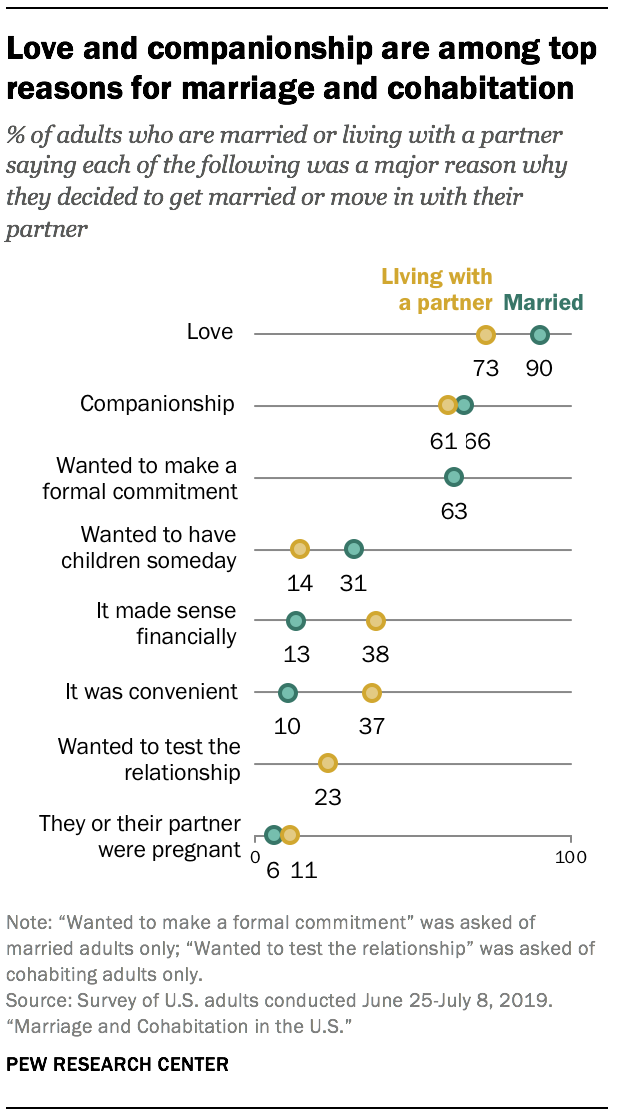 Love and companionship are among top
reasons for marriage and cohabitation
% of adults who are married or living with a partner
saying each of the following was a major reason why
they decided to get married or move in with their
partner
LIving with
a partner
Married
Love
73 90
Companionship
61 66
Wanted to make a
formal commitment
63
Wanted to have
children someday
14 31
It made sense
financially
13 38
It was convenient
10 37
Wanted to test the
relationship
23
They or their partner
were pregnant
0 100
6 11
Note: “Wanted to make a formal commitment” was asked of
married adults only; “Wanted to test the relationship” was asked of
cohabiting adults only.
Source: Survey of U.S. adults conducted June 25-July 8, 2019.
“Marriage and Cohabitation in the U.S.”
PEW RESEARCH CENTER